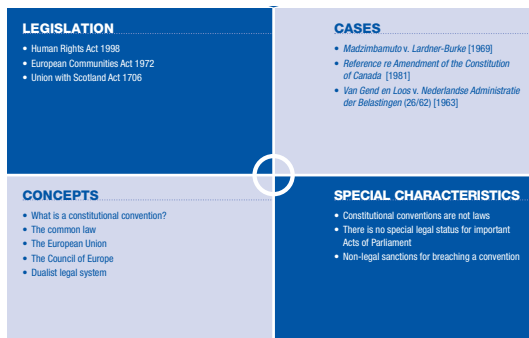 LEGISLATION
• Human Rights Act 1998
• European Communities Act 1972
• Union with Scotland Act 1706
CASES
• Madzimbamuto v. Lardner-Burke [1969]
• Reference re Amendment of the Constitution
of Canada [1981]
• Van Gend en Loos v. Nederlandse Administratie
der Belastingen (26/62) [1963]
CONCEPTS
• What is a constitutional convention?
• The common law
• The European Union
• The Council of Europe
• Dualist legal system
SPECIAL CHARACTERISTICS
• Constitutional conventions are not laws
• There is no special legal status for important
Acts of Parliament
• Non-legal sanctions for breaching a convention